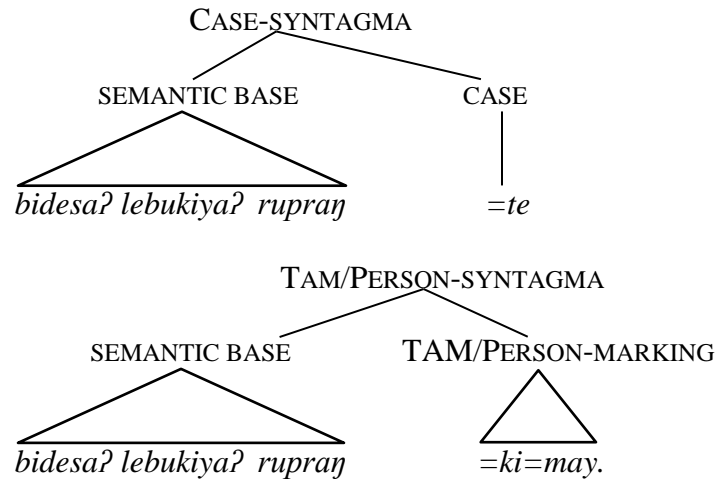 CASE-SYNTAGMA
SEMANTIC BASE CASE
bidesaʔ lebukiyaʔ rupraŋ =te
TAM/PERSON-SYNTAGMA
SEMANTIC BASE TAM/PERSON-MARKING
bidesaʔ lebukiyaʔ rupraŋ =ki=may.